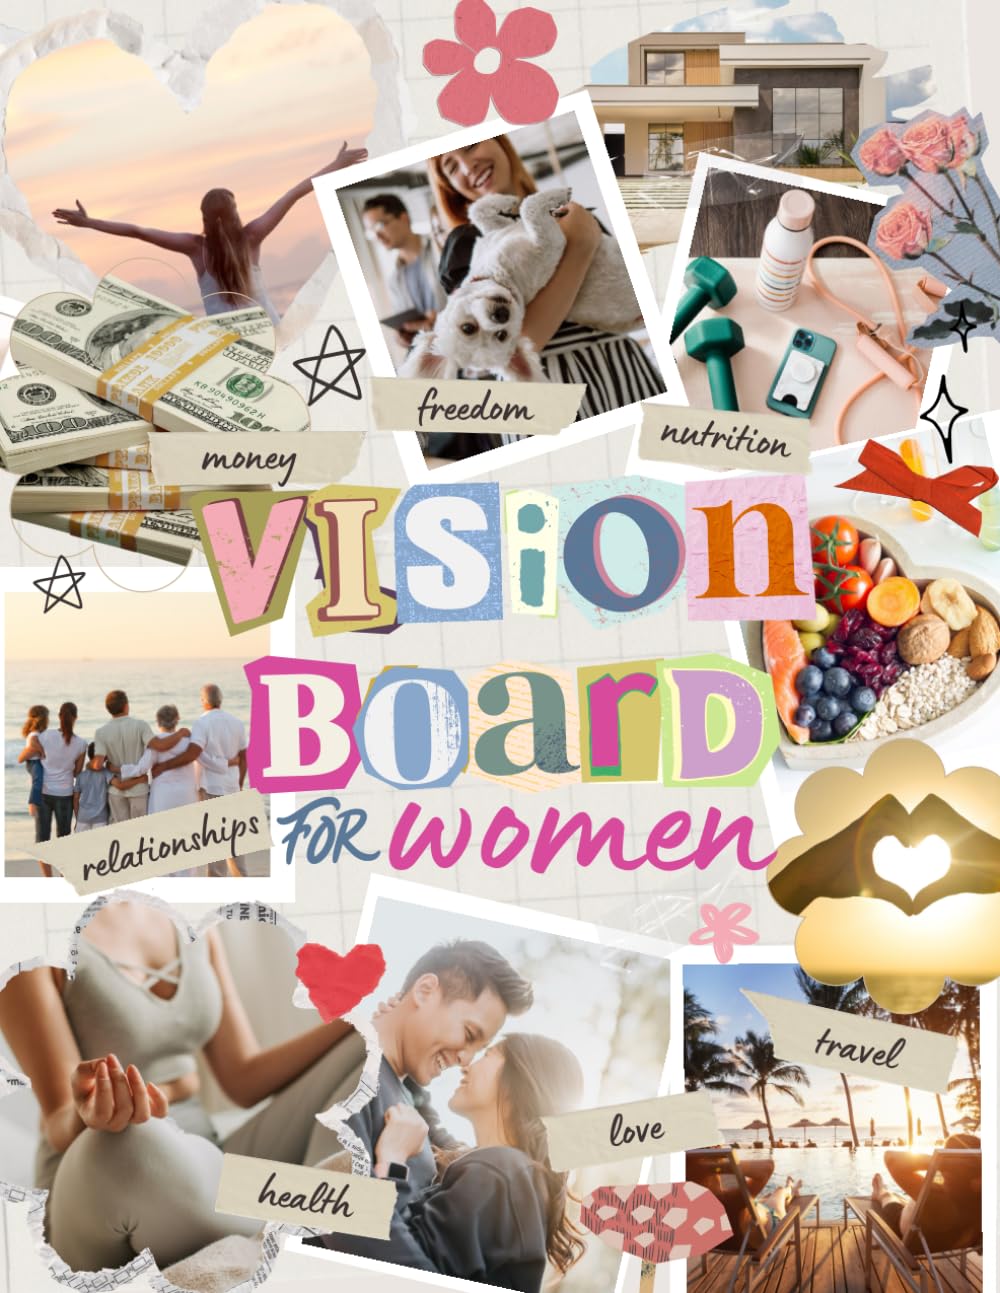 freedom
nutrition
money
VISion
BoarD
FOR women
relationships
travel
love
health